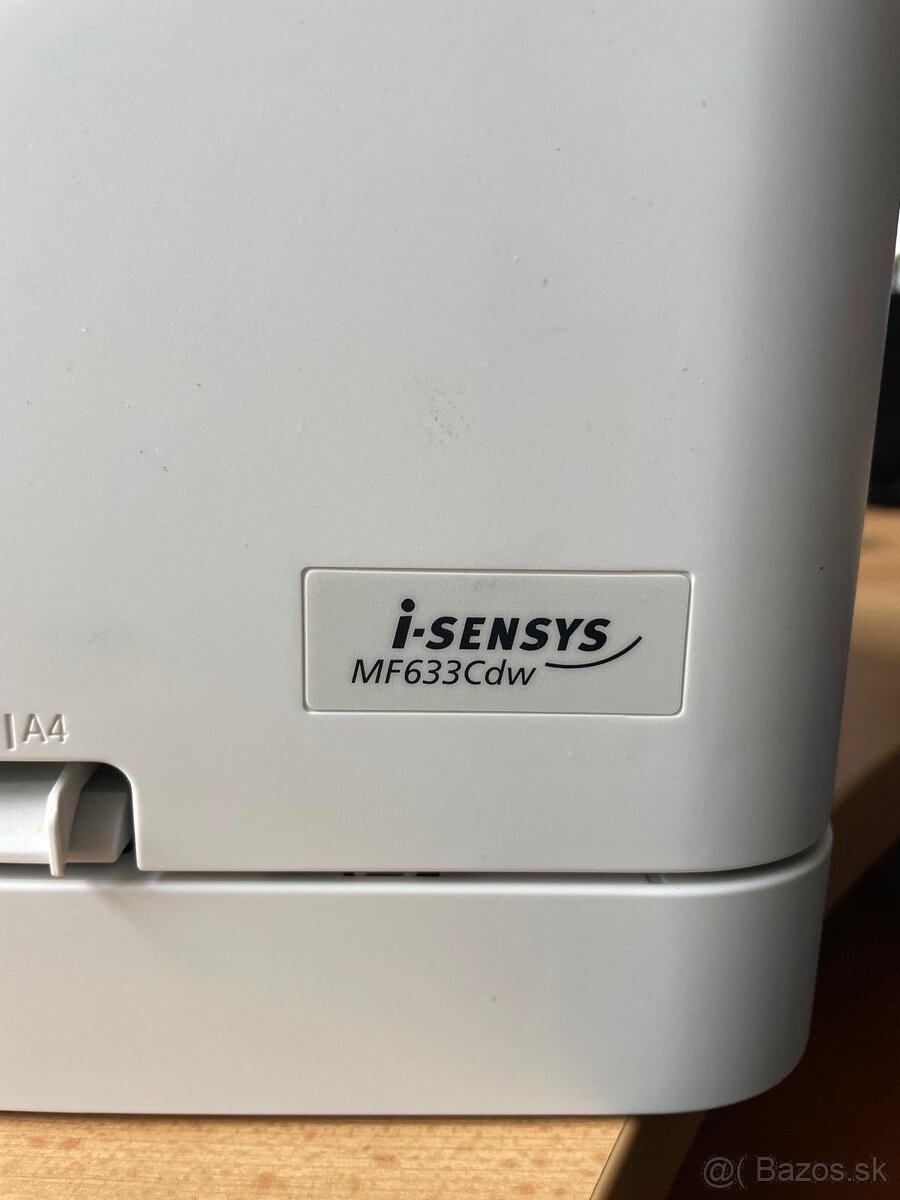 i-SENSYS
MF633Cdw
|A4
@( Bazos.sk